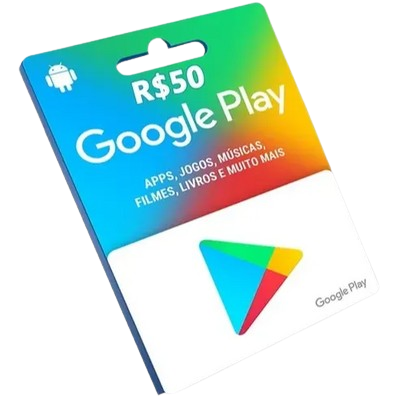 R$50
Google Play
APPS, JOGOS, MÚSICAS,
FILMES, LIVROS E MUITO MAIS
Google Play